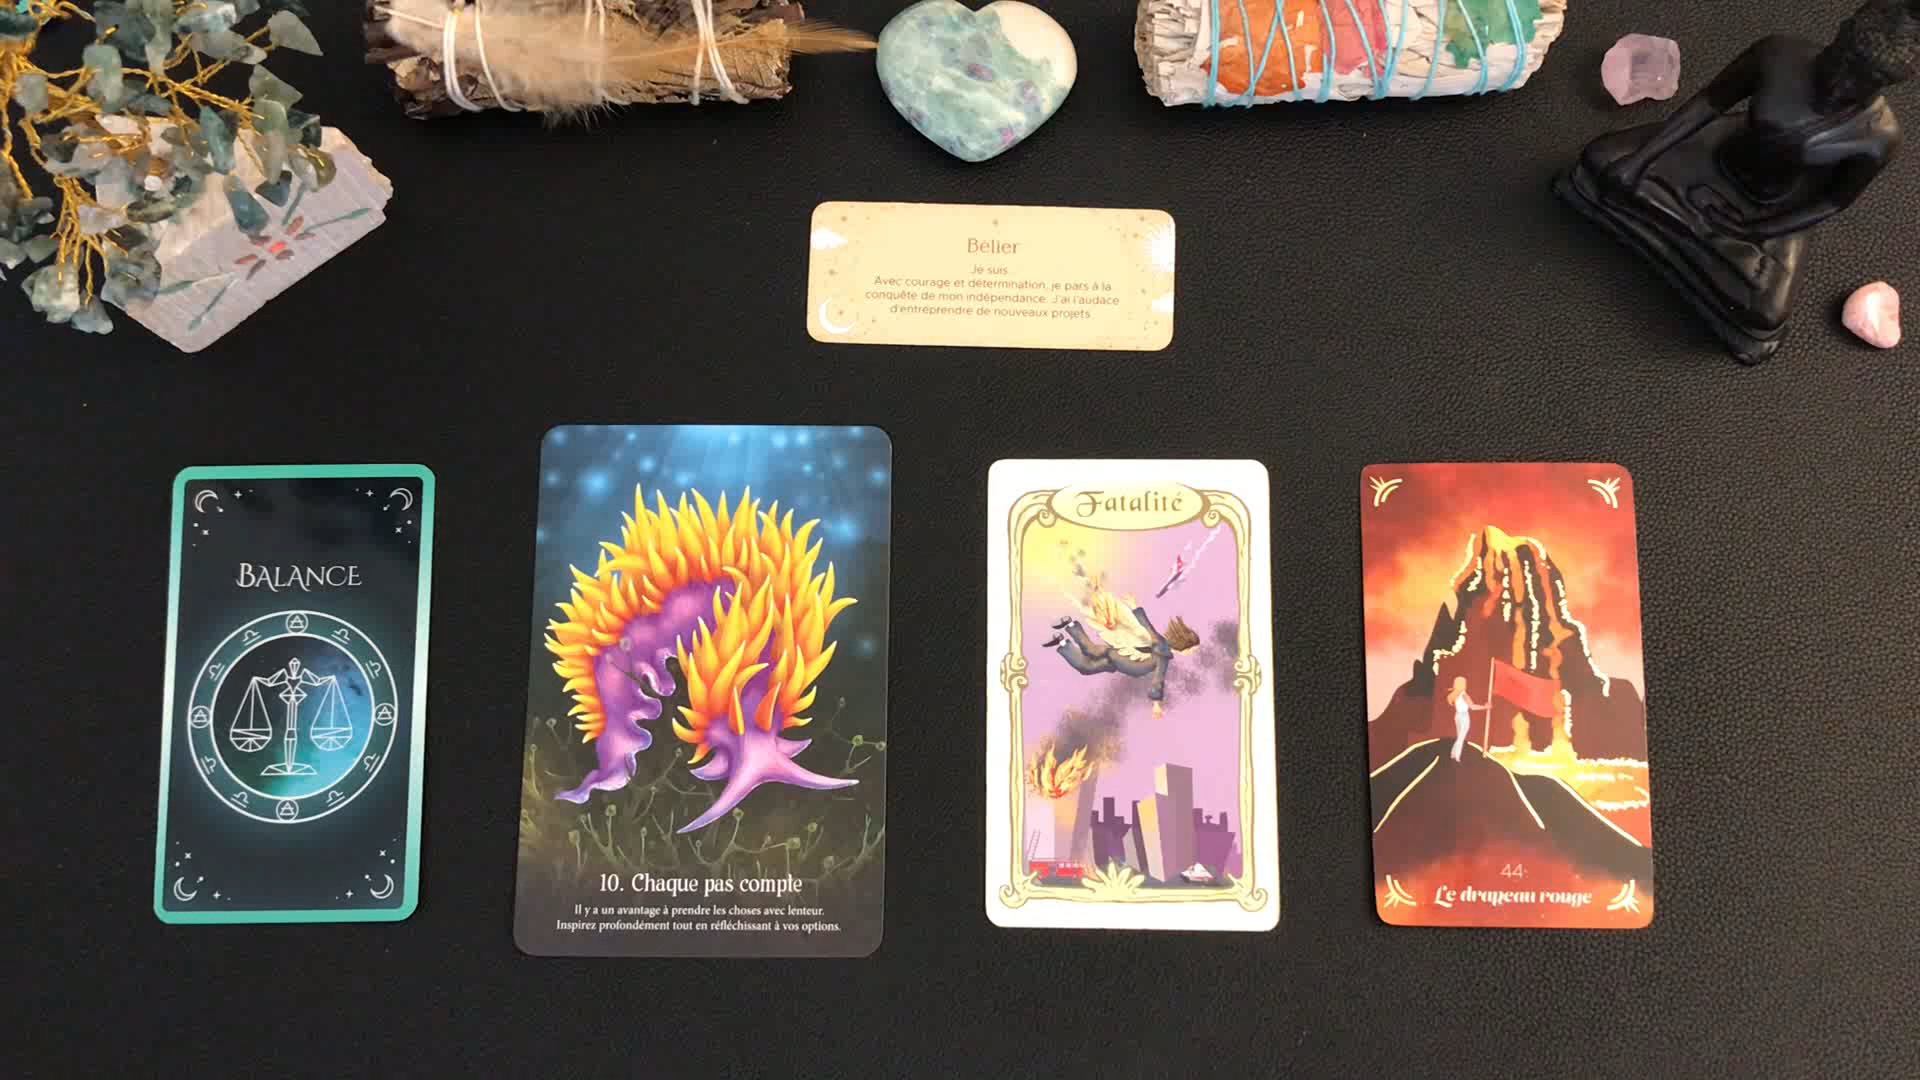 Bélier
Je suis...
Avec courage et détermination, je pars à la
conquête de mon indépendance. J'ai l'audace
d'entreprendre de nouveaux projets.
BALANCE
10. Chaque pas compte
Il y a un avantage à prendre les choses avec lenteur.
Inspirez profondément tout en réfléchissant à vos options.
Fatalité
44.
Le drapeau rouge